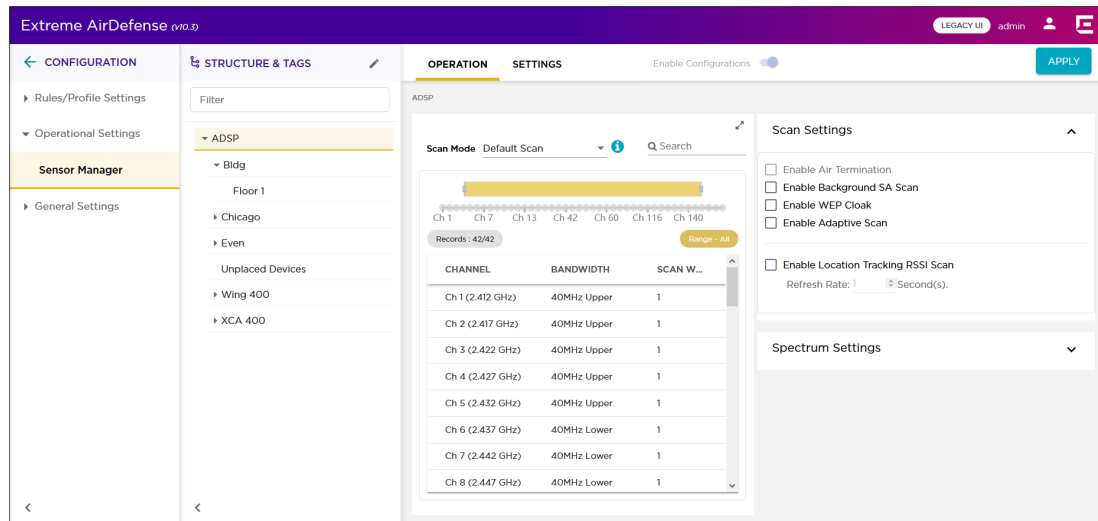 Extreme AirDefense (v10.3)
LEGACY UI
admin
CONFIGURATION
Rules/Profile Settings
Operational Settings
Sensor Manager
General Settings
STRUCTURE & TAGS
Filter
ADSP
Bldg
Floor 1
Chicago
Even
Unplaced Devices
Wing 400
XCA 400
OPERATION SETTINGS
Enable Configurations
APPLY
ADSP
Scan Mode Default Scan
Search
Ch 1 Ch 7 Ch 13 Ch 42 Ch 60 Ch 116 Ch 140
Records : 42/42
Range - All
CHANNEL BANDWIDTH SCAN W...
Ch 1 (2.412 GHz) 40MHz Upper 1
Ch 2 (2.417 GHz) 40MHz Upper 1
Ch 3 (2.422 GHz) 40MHz Upper 1
Ch 4 (2.427 GHz) 40MHz Upper 1
Ch 5 (2.432 GHz) 40MHz Upper 1
Ch 6 (2.437 GHz) 40MHz Lower 1
Ch 7 (2.442 GHz) 40MHz Lower 1
Ch 8 (2.447 GHz) 40MHz Lower 1
Scan Settings
Enable Air Termination
Enable Background SA Scan
Enable WEP Cloak
Enable Adaptive Scan
Enable Location Tracking RSSI Scan
Refresh Rate: 1 Second(s).
Spectrum Settings